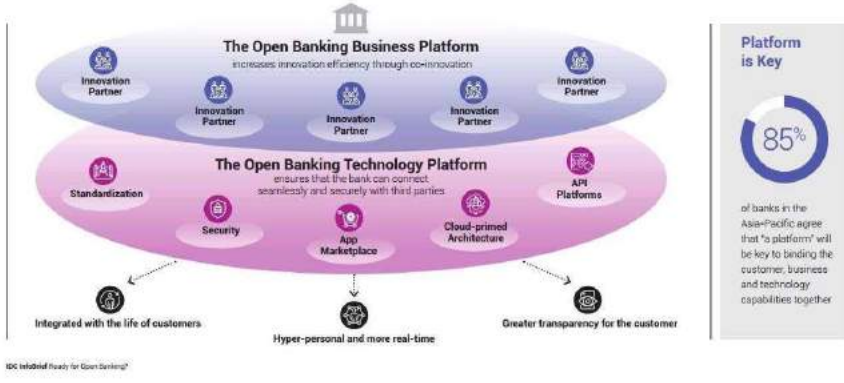 The Open Banking Business Platform
increases innovation efficiency through co-innovation
Innovation
Partner
Innovation
Partner
Innovation
Partner
Innovation
Partner
Innovation
Partner
The Open Banking Technology Platform
ensures that the bank can connect
seamlessly and securely with third parties
Standardization
Security
App
Marketplace
Cloud-primed
Architecture
API
Platforms
Integrated with the life of customers
Hyper-personal and more real-time
Greater transparency for the customer
Platform
is Key
85%
of banks in the
Asia-Pacific agree
that "a platform" will
be key to binding the
customer, business
and technology
capabilities together
IDC InfoBrief Ready for Open Banking?